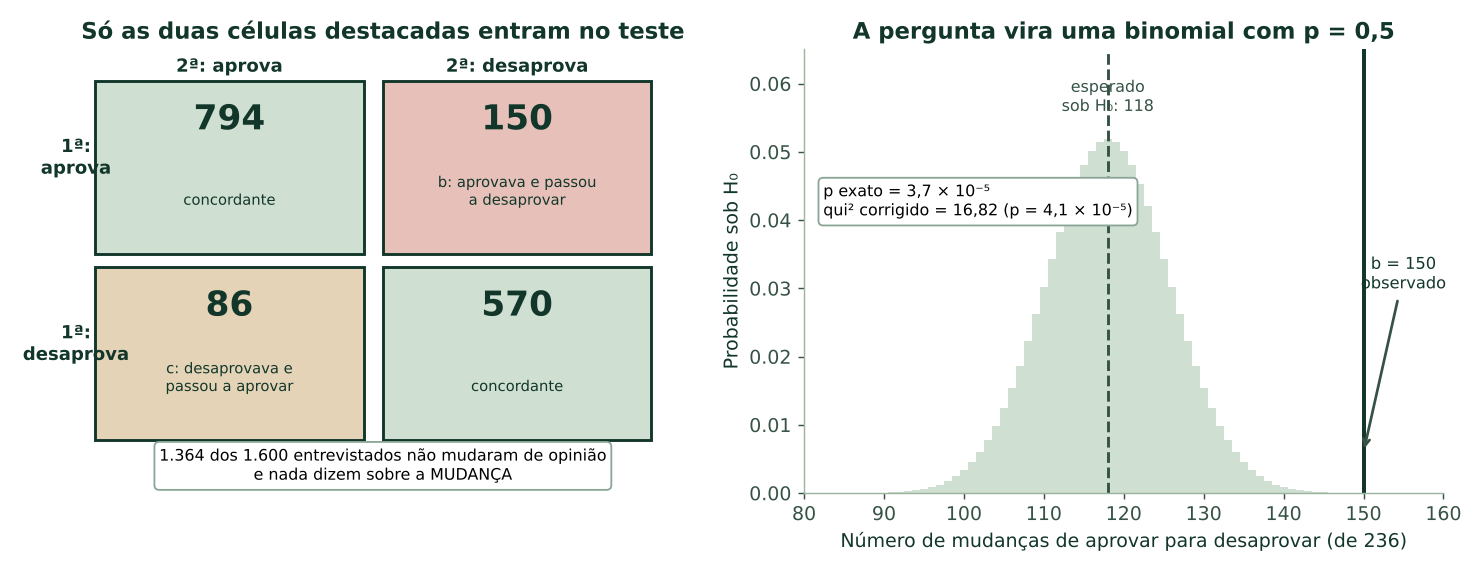 Só as duas células destacadas entram no teste
2ª: aprova
2ª: desaprova
1ª:
aprova
794
concordante
150
b: aprovava e passou
a desaprovar
1ª:
desaprova
86
c: desaprovava e
passou a aprovar
570
concordante
1.364 dos 1.600 entrevistados não mudaram de opinião
e nada dizem sobre a MUDANÇA
A pergunta vira uma binomial com p = 0,5
Probabilidade sob H₀
0.06
0.05
0.04
0.03
0.02
0.01
0.00
esperado
sob H₀: 118
p exato = 3,7 × 10⁻⁵
qui² corrigido = 16,82 (p = 4,1 × 10⁻⁵)
b = 150
observado
80
90
100
110
120
130
140
150
160
Número de mudanças de aprovar para desaprovar (de 236)